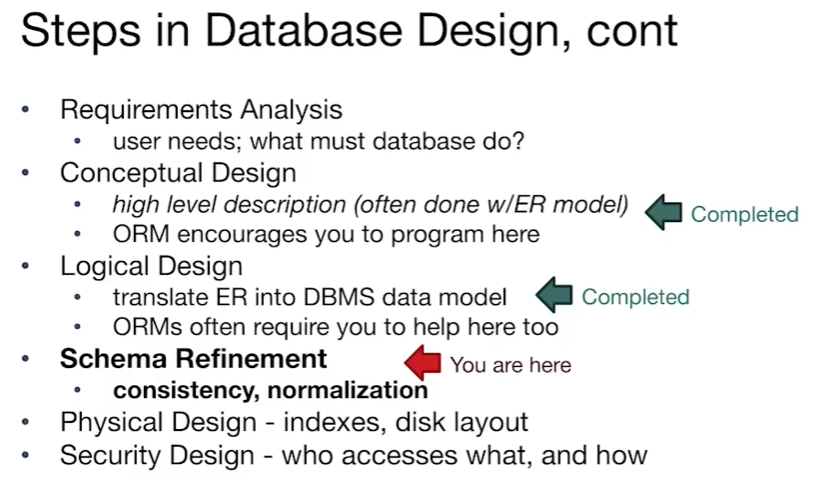 Steps in Database Design, cont
• Requirements Analysis
• user needs; what must database do?
• Conceptual Design
• high level description (often done w/ER model) Completed
• ORM encourages you to program here
• Logical Design
• translate ER into DBMS data model Completed
• ORMs often require you to help here too
• Schema Refinement You are here
• consistency, normalization
• Physical Design - indexes, disk layout
• Security Design - who accesses what, and how